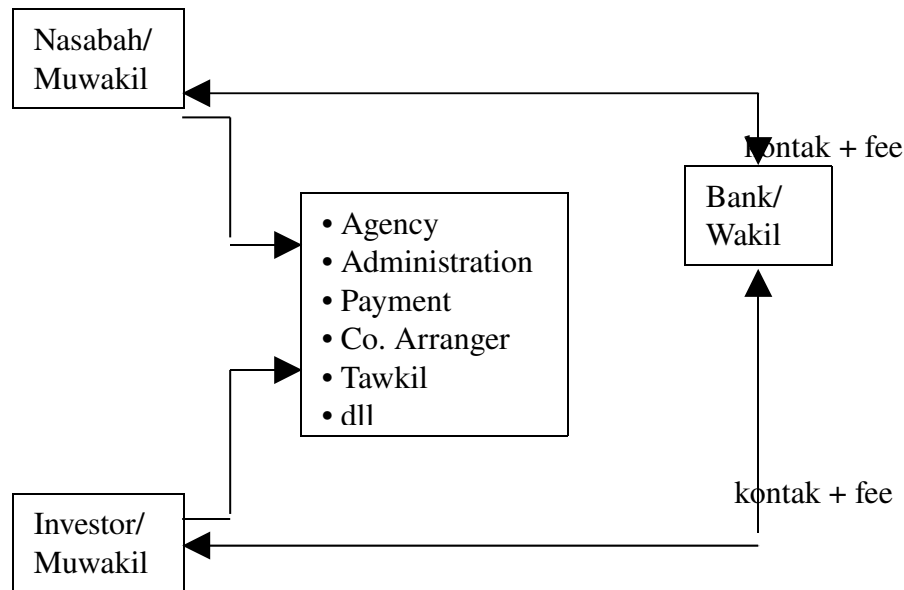 Nasabah/
Muwakil
kontak + fee
Bank/
Wakil
• Agency
• Administration
• Payment
• Co. Arranger
• Tawkil
• dll
kontak + fee
Investor/
Muwakil